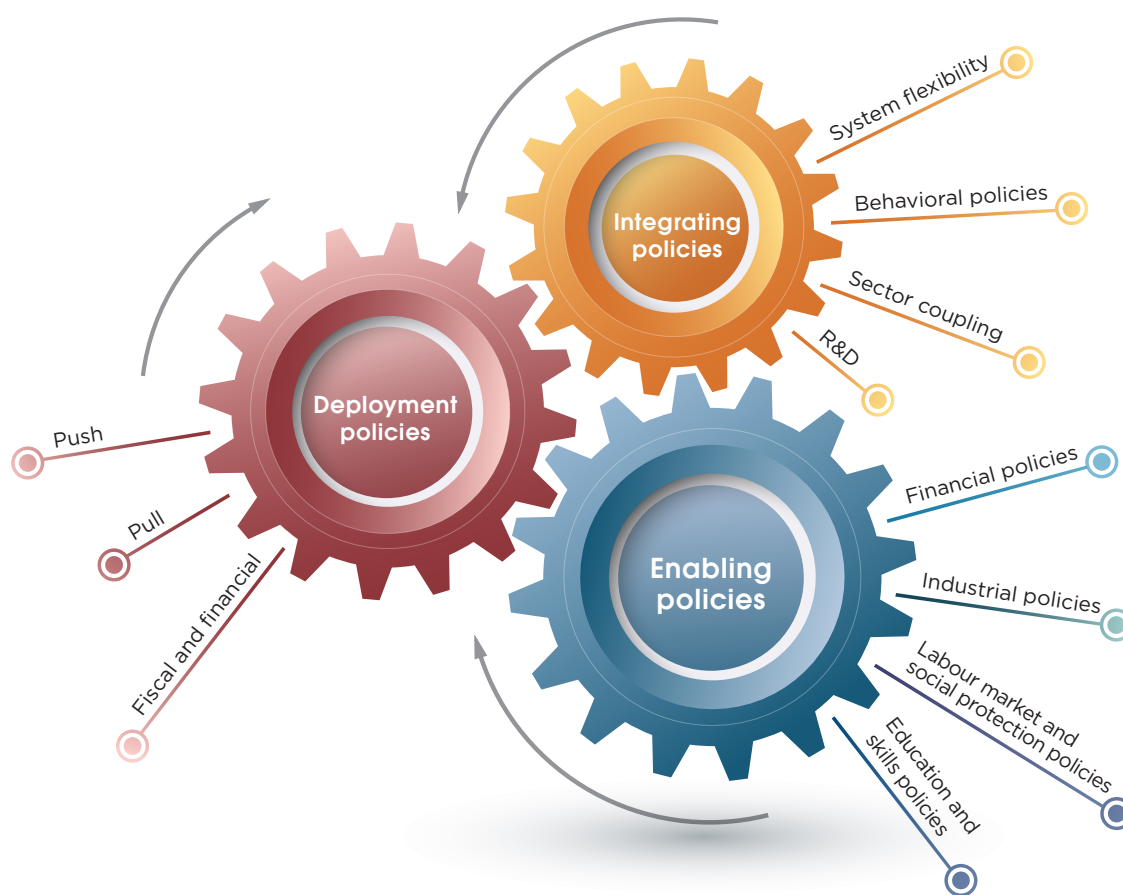 Integrating
policies
System flexibility
Behavioral policies
Sector coupling
R&D
Deployment
policies
Push
Pull
Fiscal and financial
Enabling
policies
Financial policies
Industrial policies
Labour market and
social protection policies
Education and
skills policies